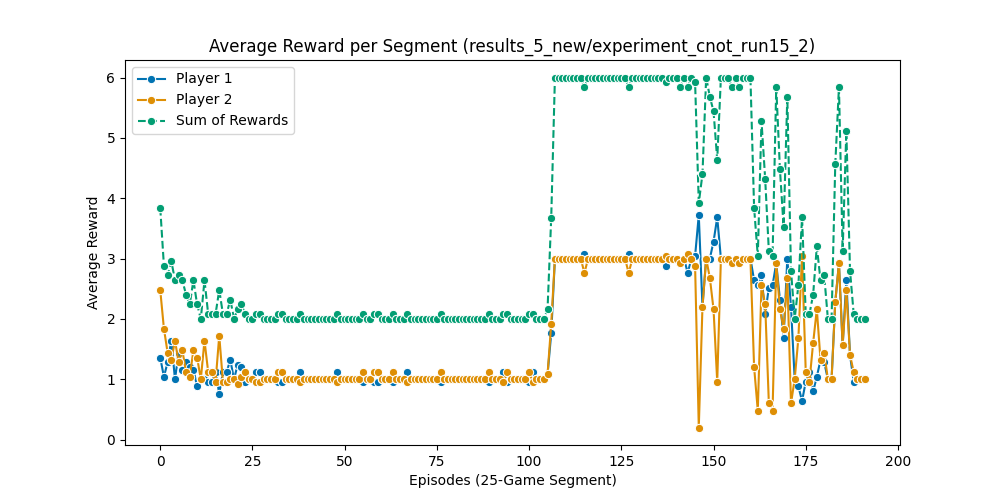 Average Reward per Segment (results_5_new/experiment_cnot_run15_2)
Player 1
Player 2
Sum of Rewards
Average Reward
6
5
4
3
2
1
0
0 25 50 75 100 125 150 175 200
Episodes (25-Game Segment)